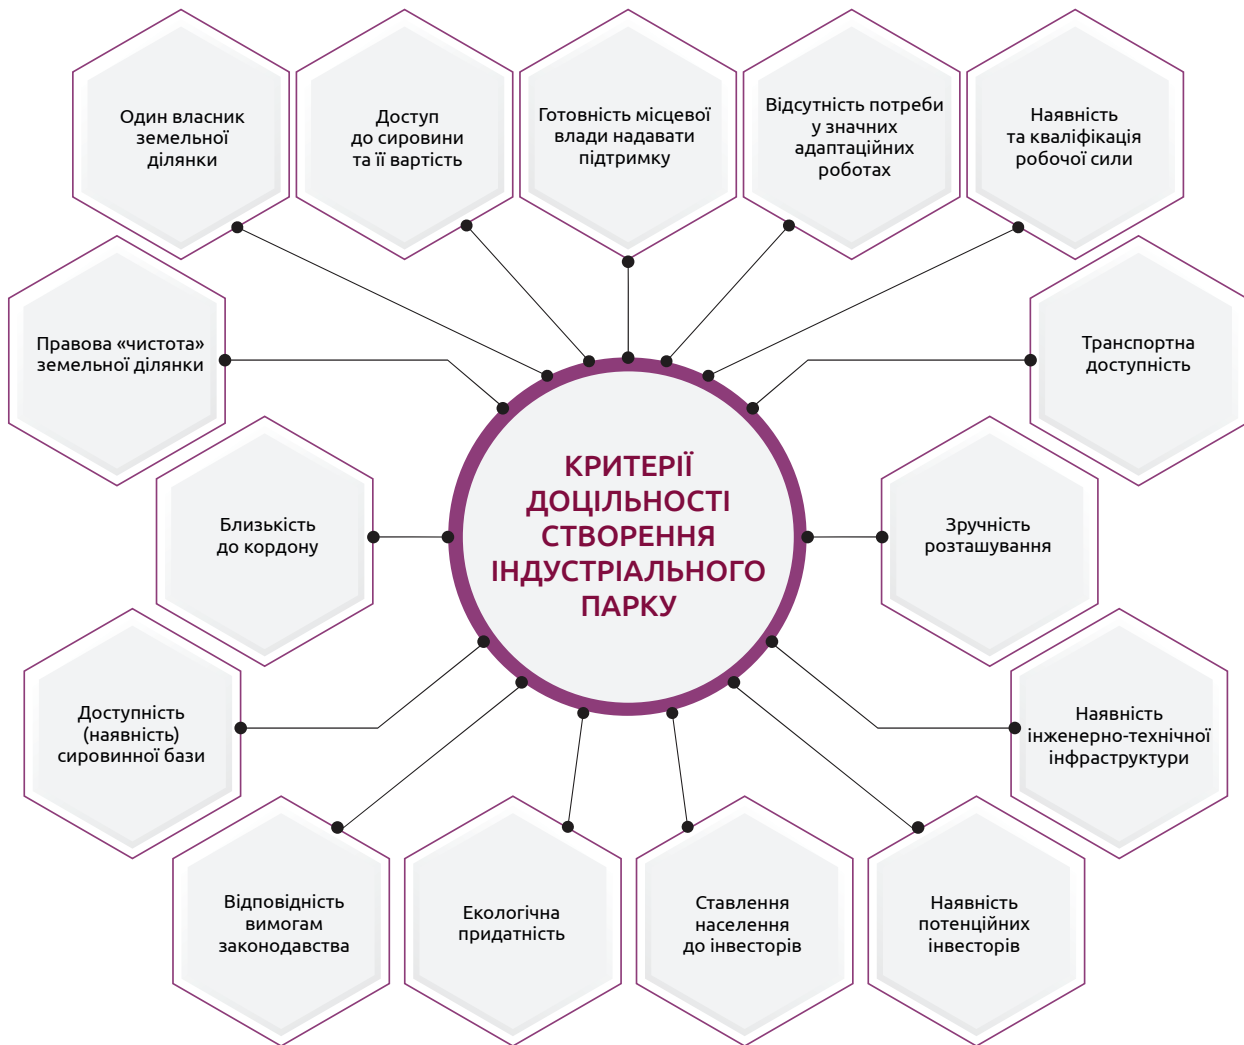 Один власник
земельної
ділянки
Доступ
до сировини
та її вартість
Готовність місцевої
влади надавати
підтримку
Відсутність потреби
у значних
адаптаційних
роботах
Наявність
та кваліфікація
робочої сили
Правова «чистота»
земельної ділянки
Транспортна
доступність
Близькість
до кордону
КРИТЕРІЇ
ДОЦІЛЬНОСТІ
СТВОРЕННЯ
ІНДУСТРІАЛЬНОГО
ПАРКУ
Зручність
розташування
Доступність
(наявність)
сировинної бази
Наявність
інженерно-технічної
інфраструктури
Відповідність
вимогам
законодавства
Екологічна
придатність
Ставлення
населення
до інвесторів
Наявність
потенційних
інвесторів